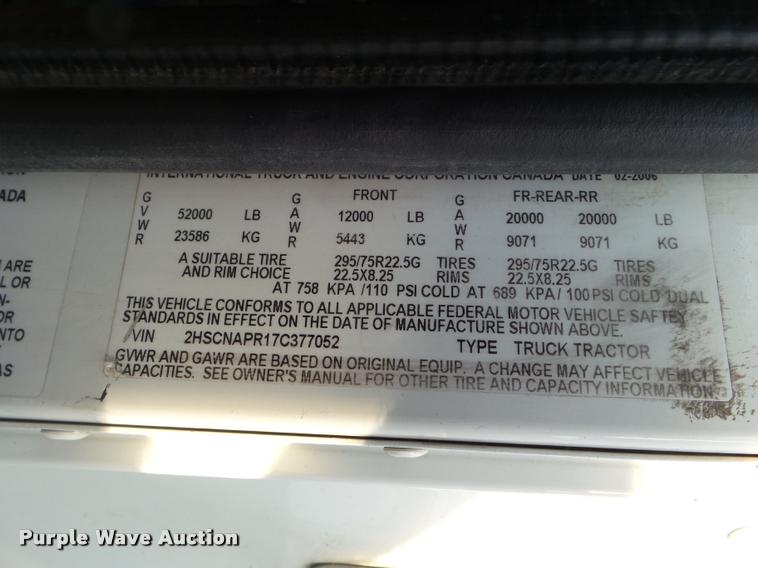 INTERNATIONAL TRUCK AND ENGINE CORPORATION CANADA DATE 02-2006
GVWR 52000 LB GAWR FRONT 12000 LB GAWR FR-REAR-RR 20000 20000 LB
23586 KG 5443 KG 9071 9071 KG
A SUITABLE TIRE 295/75R22.5G TIRES 295/75R22.5G TIRES
AND RIM CHOICE 22.5X8.25 RIMS 22.5X8.25 RIMS
AT 758 KPA /110 PSI COLD AT 689 KPA/ 100 PSI COLD DUAL
THIS VEHICLE CONFORMS TO ALL APPLICABLE FEDERAL MOTOR VEHICLE SAFTEY
STANDARDS IN EFFECT ON THE DATE OF MANUFACTURE SHOWN ABOVE.
VIN 2HSCNAPR17C377052 TYPE TRUCK TRACTOR
GVWR AND GAWR ARE BASED ON ORIGINAL EQUIP. A CHANGE MAY AFFECT VEHICLE
CAPACITIES. SEE OWNER'S MANUAL FOR OTHER TIRE AND CAPACITY INFORMATION.
ADA
ARE
L OR
N-
OR
NTO
AS
Purple Wave Auction